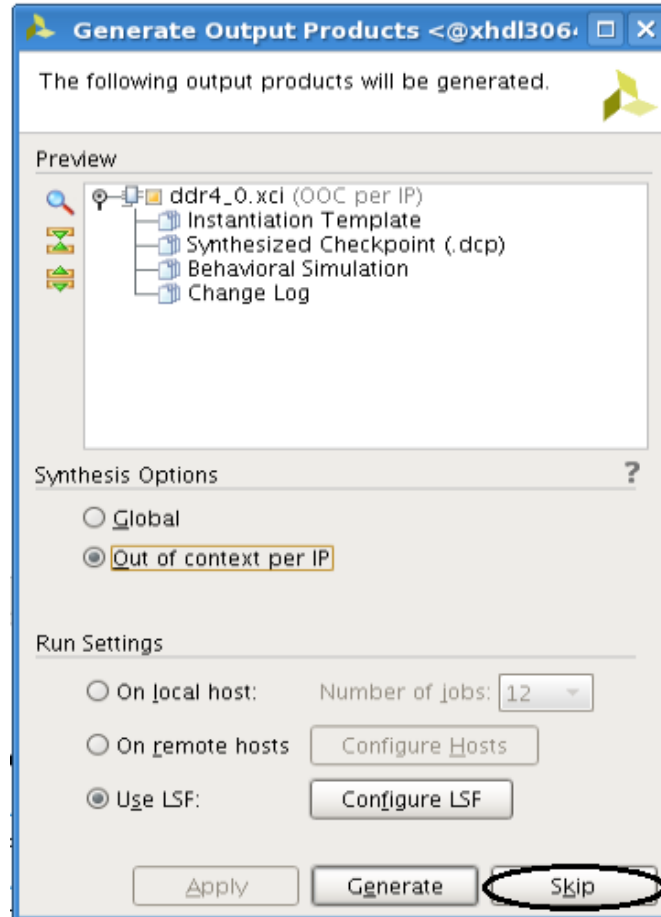 Generate Output Products <@xhdl306
The following output products will be generated.
Preview
ddr4_0.xci (OOC per IP)
Instantiation Template
Synthesized Checkpoint (.dcp)
Behavioral Simulation
Change Log
Synthesis Options ?
Global
Out of context per IP
Run Settings
On local host: Number of jobs: 12
On remote hosts Configure Hosts
Use LSF: Configure LSF
Apply Generate Skip